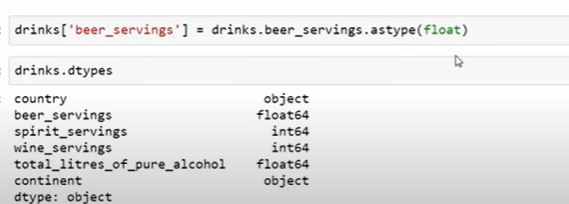 drinks['beer_servings'] = drinks.beer_servings.astype(float)
drinks.dtypes
country object
beer_servings float64
spirit_servings int64
wine_servings int64
total_litres_of_pure_alcohol float64
continent object
dtype: object